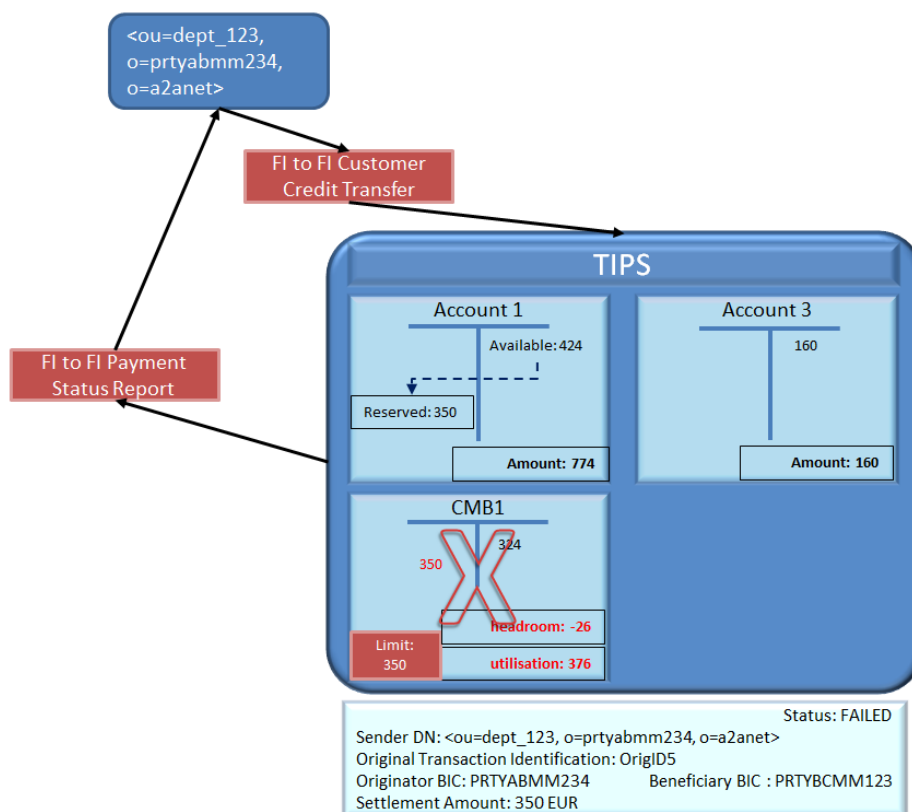 <ou=dept_123,
o=prtyabmm234,
o=a2anet>
FI to FI Customer
Credit Transfer
TIPS
Account 1
Available: 424
Reserved: 350
Amount: 774
Account 3
160
Amount: 160
FI to FI Payment
Status Report
CMB1
324
350
headroom: -26
Limit:
350
utilisation: 376
Status: FAILED
Sender DN: <ou=dept_123, o=prtyabmm234, o=a2anet>
Original Transaction Identification: OrigID5
Originator BIC: PRTYABMM234 Beneficiary BIC : PRTYBCMM123
Settlement Amount: 350 EUR